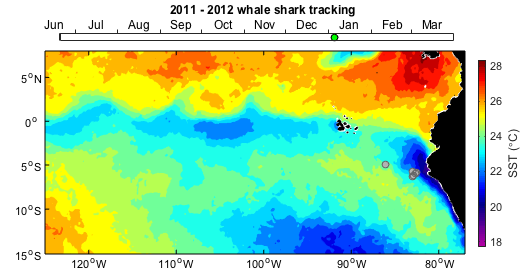 2011 - 2012 whale shark tracking
Jun Jul Aug Sep Oct Nov Dec Jan Feb Mar
5°N
0°
5°S
10°S
15°S
120°W 110°W 100°W 90°W 80°W
28
26
24
22
20
18
SST (°C)